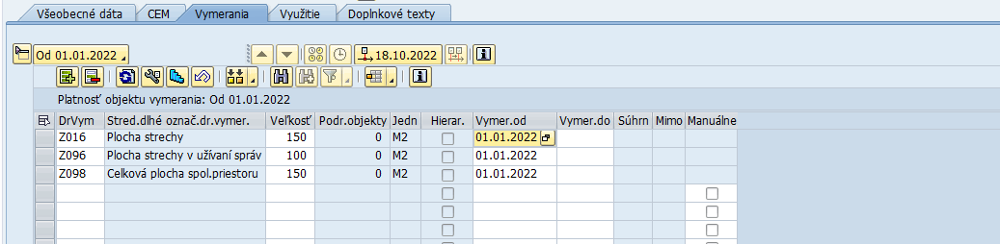 Všeobecné dáta CEM Vymerania Využitie Doplnkové texty
Od 01.01.2022 18.10.2022
Platnosť objektu vymerania: Od 01.01.2022
DrVym Stred.dlhé označ.dr.vymer. Veľkosť Podr.objekty Jedn Hierar. Vymer.od Vymer.do Súhrn Mimo Manuálne
Z016 Plocha strechy 150 0 M2 01.01.2022
Z096 Plocha strechy v užívaní správ 100 0 M2 01.01.2022
Z098 Celková plocha spol.priestoru 150 0 M2 01.01.2022